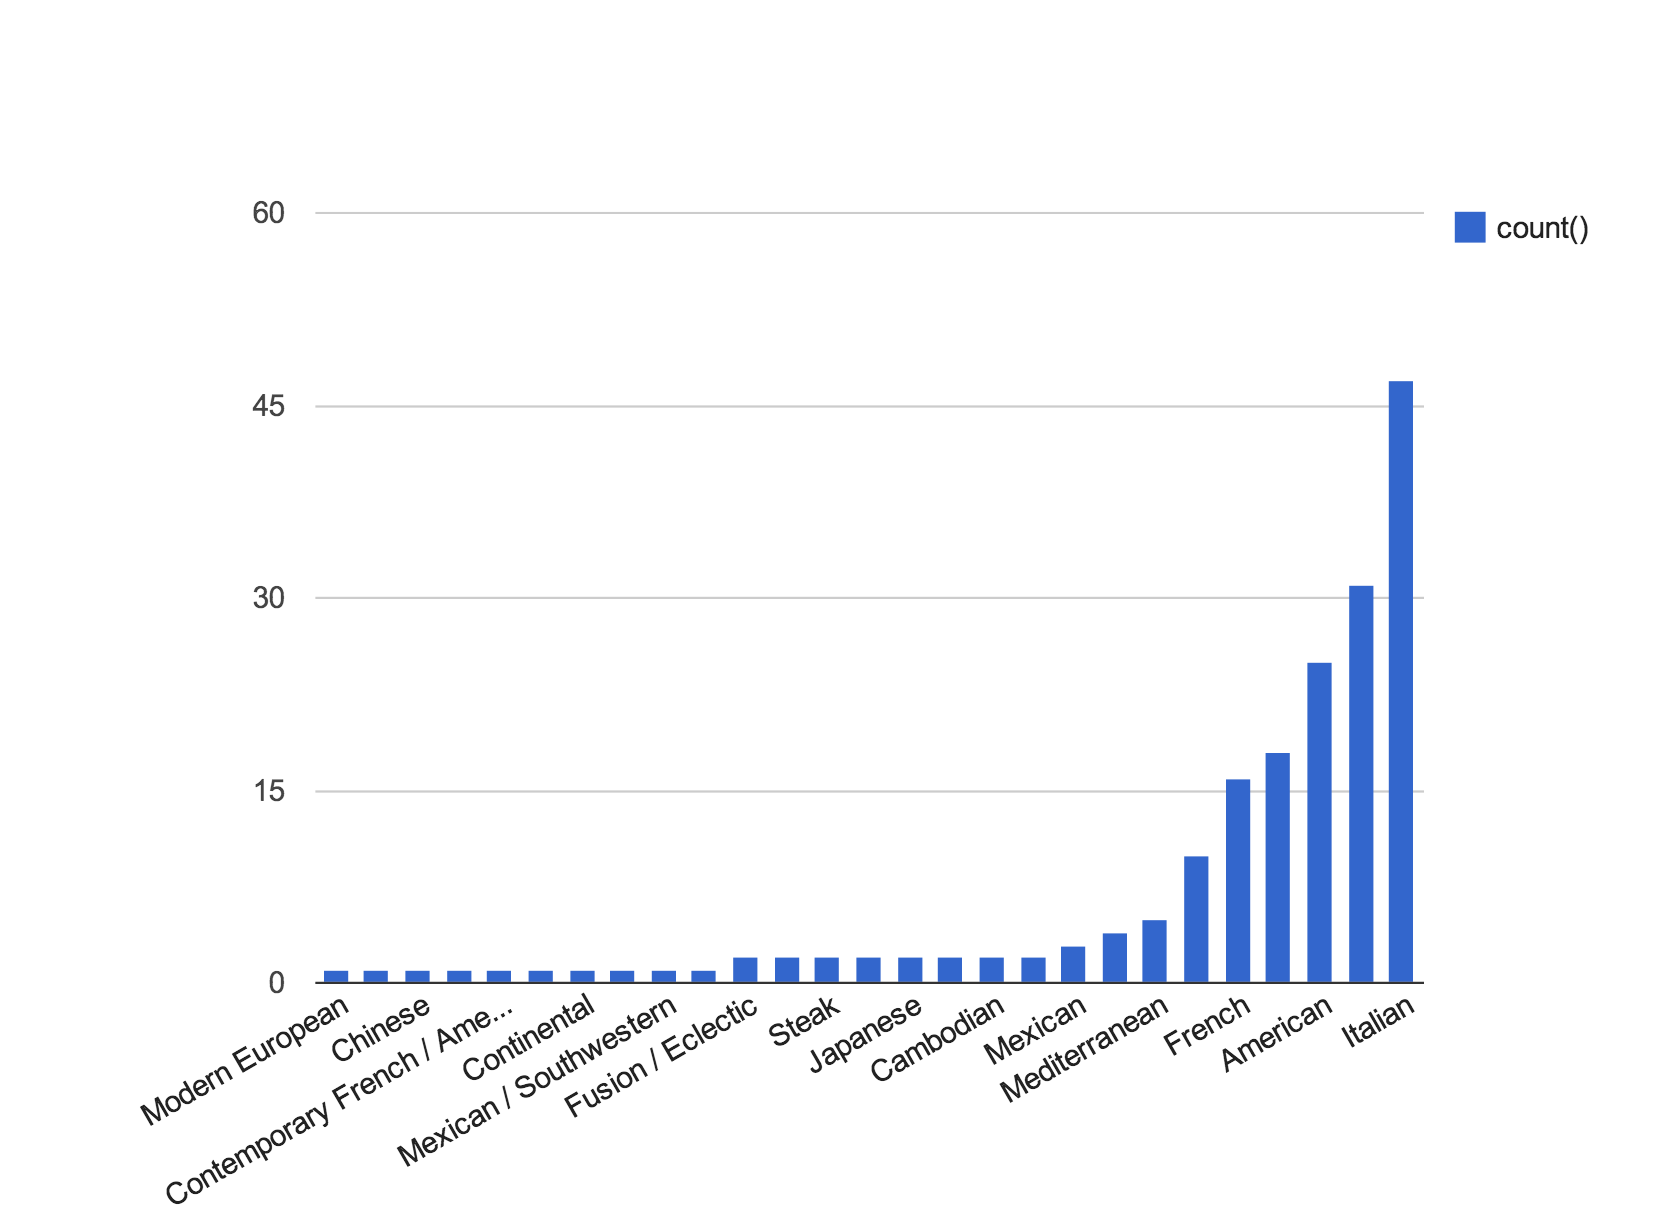 60
count()
45
30
15
0
Modern European
Chinese
Contemporary French / Ame...
Continental
Mexican / Southwestern
Fusion / Eclectic
Steak
Japanese
Cambodian
Mexican
Mediterranean
French
American
Italian